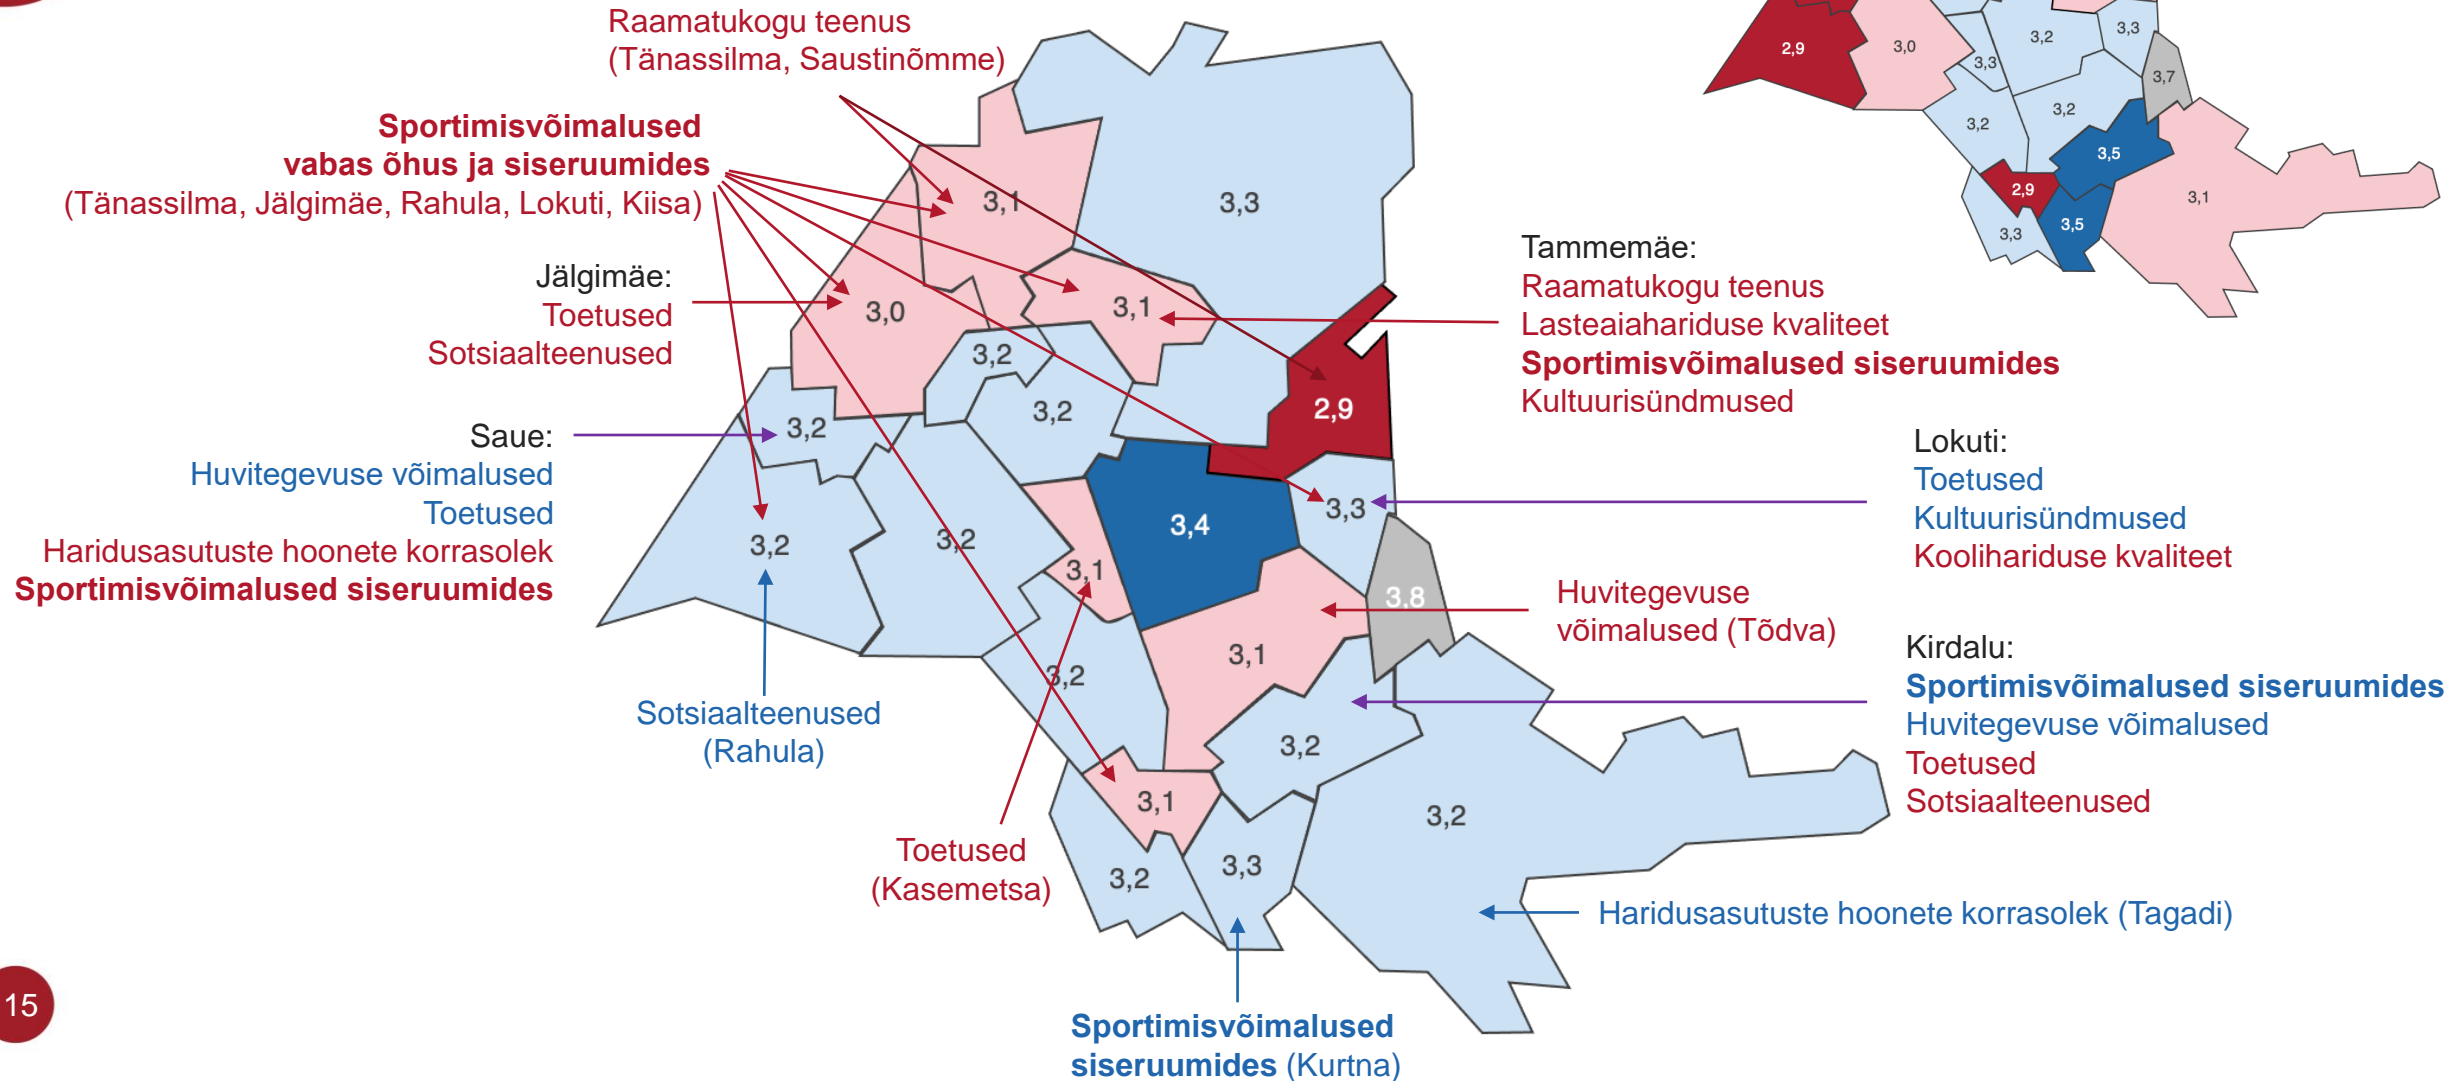 Raamatukogu teenus
(Tänassilma, Saustinõmme)
Sportimisvõimalused
vabas õhus ja siseruumides
(Tänassilma, Jälgimäe, Rahula, Lokuti, Kiisa)
Jälgimäe:
Toetused
Sotsiaalteenused
Saue:
Huvitegevuse võimalused
Toetused
Haridusasutuste hoonete korrasolek
Sportimisvõimalused siseruumides
Sotsiaalteenused
(Rahula)
Toetused
(Kasemetsa)
Sportimisvõimalused
siseruumides (Kurtna)
3,1
3,3
3,0
3,1
3,2
3,2
2,9
3,2
3,2
3,2
3,4
3,3
3,1
3,8
3,1
3,2
3,2
3,1
3,2
3,2
3,3
Tammemäe:
Raamatukogu teenus
Lasteaiahariduse kvaliteet
Sportimisvõimalused siseruumides
Kultuurisündmused
Lokuti:
Toetused
Kultuurisündmused
Koolihariduse kvaliteet
Huvitegevuse
võimalused (Tõdva)
Kirdalu:
Sportimisvõimalused siseruumides
Huvitegevuse võimalused
Toetused
Sotsiaalteenused
Haridusasutuste hoonete korrasolek (Tagadi)
2,9
3,0
3,2
3,3
3,3
3,7
3,2
3,2
3,5
2,9
3,1
3,5
3,3
15